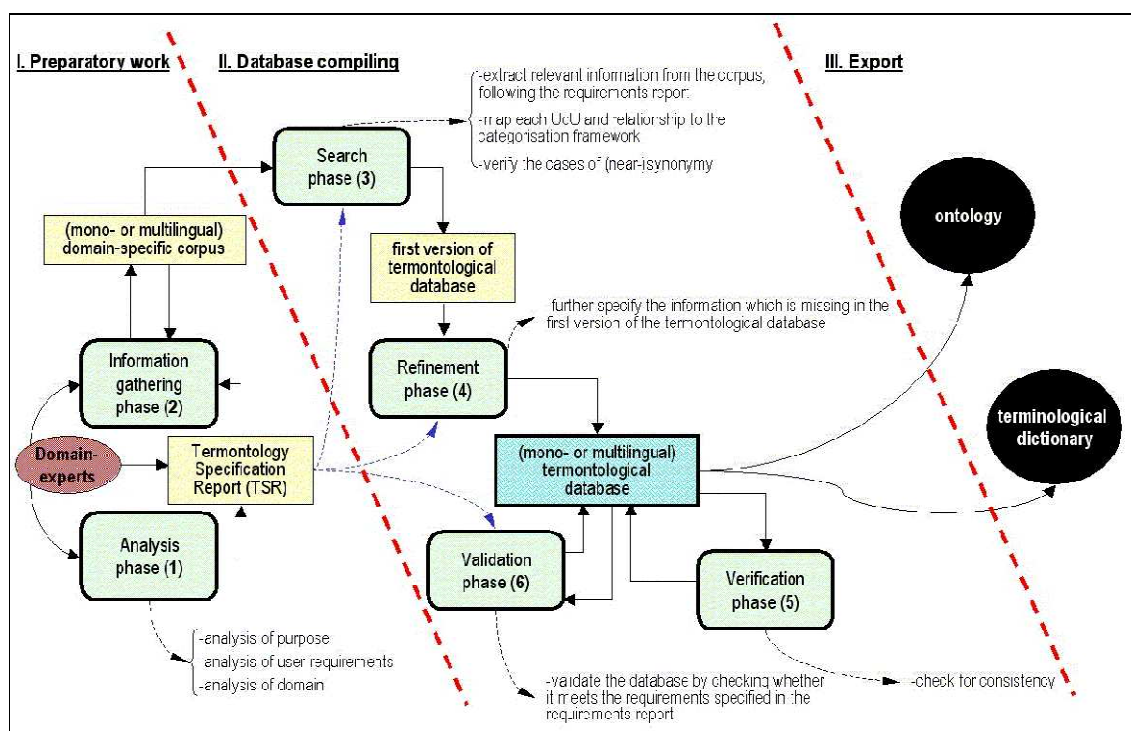 I. Preparatory work
II. Database compiling
III. Export
-extract relevant information from the corpus,
following the requirements report
-map each UoU and relationship to the
categorisation framework
-verify the cases of (near-)synonymy
Search
phase (3)
ontology
(mono- or multilingual)
domain-specific corpus
first version of
termontological
database
further specify the information which is missing in the
first version of the termontological database
Information
gathering
phase (2)
Refinement
phase (4)
terminological
dictionary
Domain-
experts
Termontology
Specification
Report (TSR)
(mono- or multilingual)
termontological
database
Analysis
phase (1)
Validation
phase (6)
Verification
phase (5)
-analysis of purpose
analysis of user requirements
-analysis of domain
-validate the database by checking whether
it meets the requirements specified in the
requirements report
-check for consistency